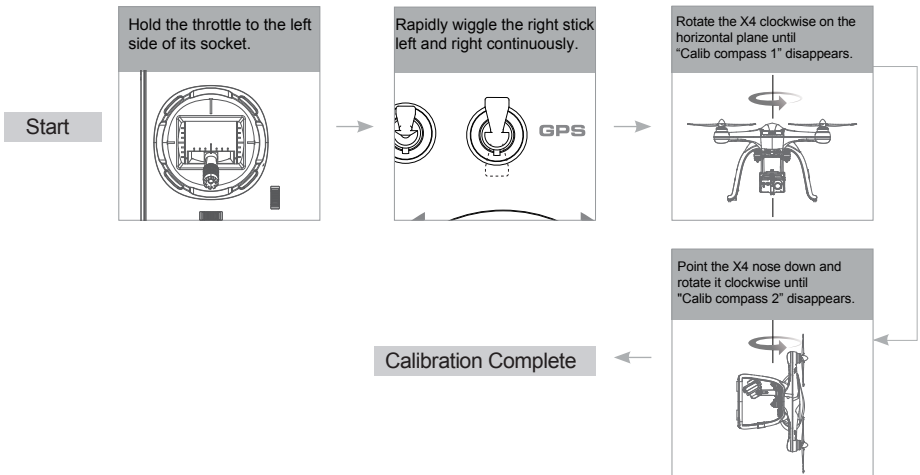 Start
Hold the throttle to the left
side of its socket.
Rapidly wiggle the right stick
left and right continuously.
GPS
Rotate the X4 clockwise on the
horizontal plane until
“Calib compass 1” disappears.
Point the X4 nose down and
rotate it clockwise until
"Calib compass 2” disappears.
Calibration Complete